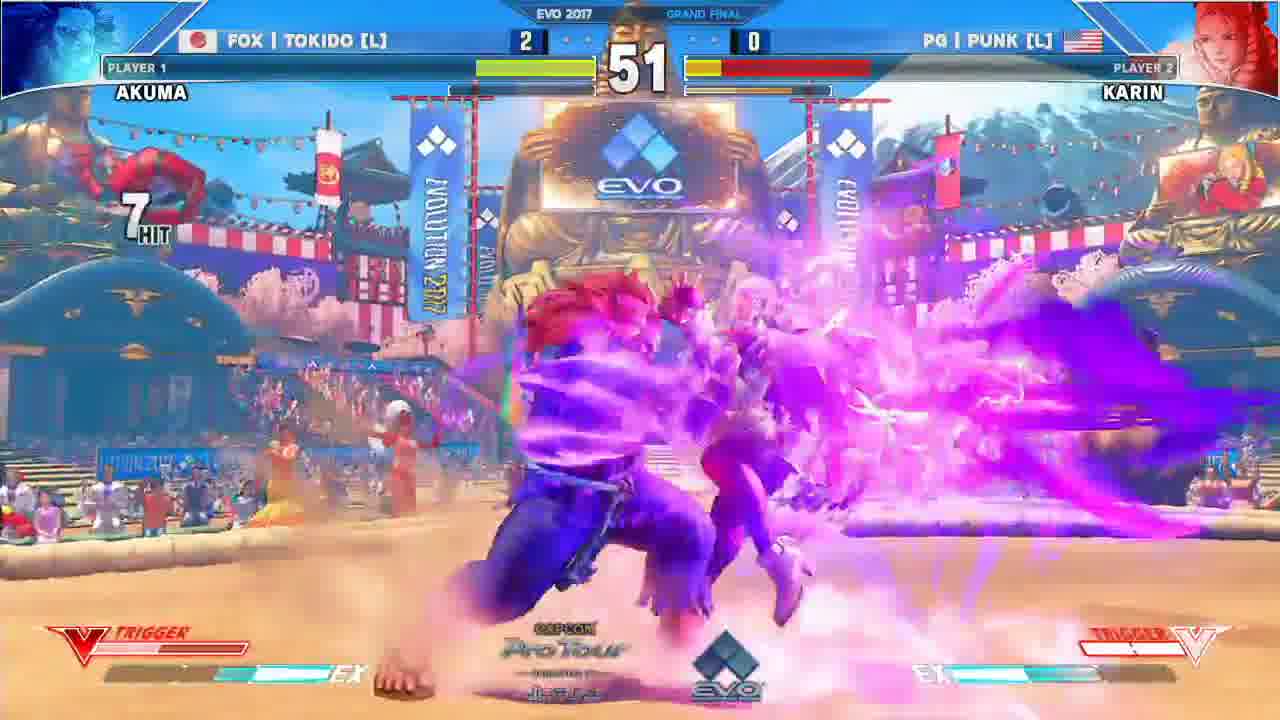 EVO 2017
GRAND FINAL
FOX | TOKIDO [L]
2
51
0
PG | PUNK [L]
PLAYER 1
PLAYER 2
AKUMA
KARIN
EVO
EVOLUTION 2017
7 HIT
TRIGGER
TRIGGER
EX
EX
CAPCOM
Pro Tour
EVO